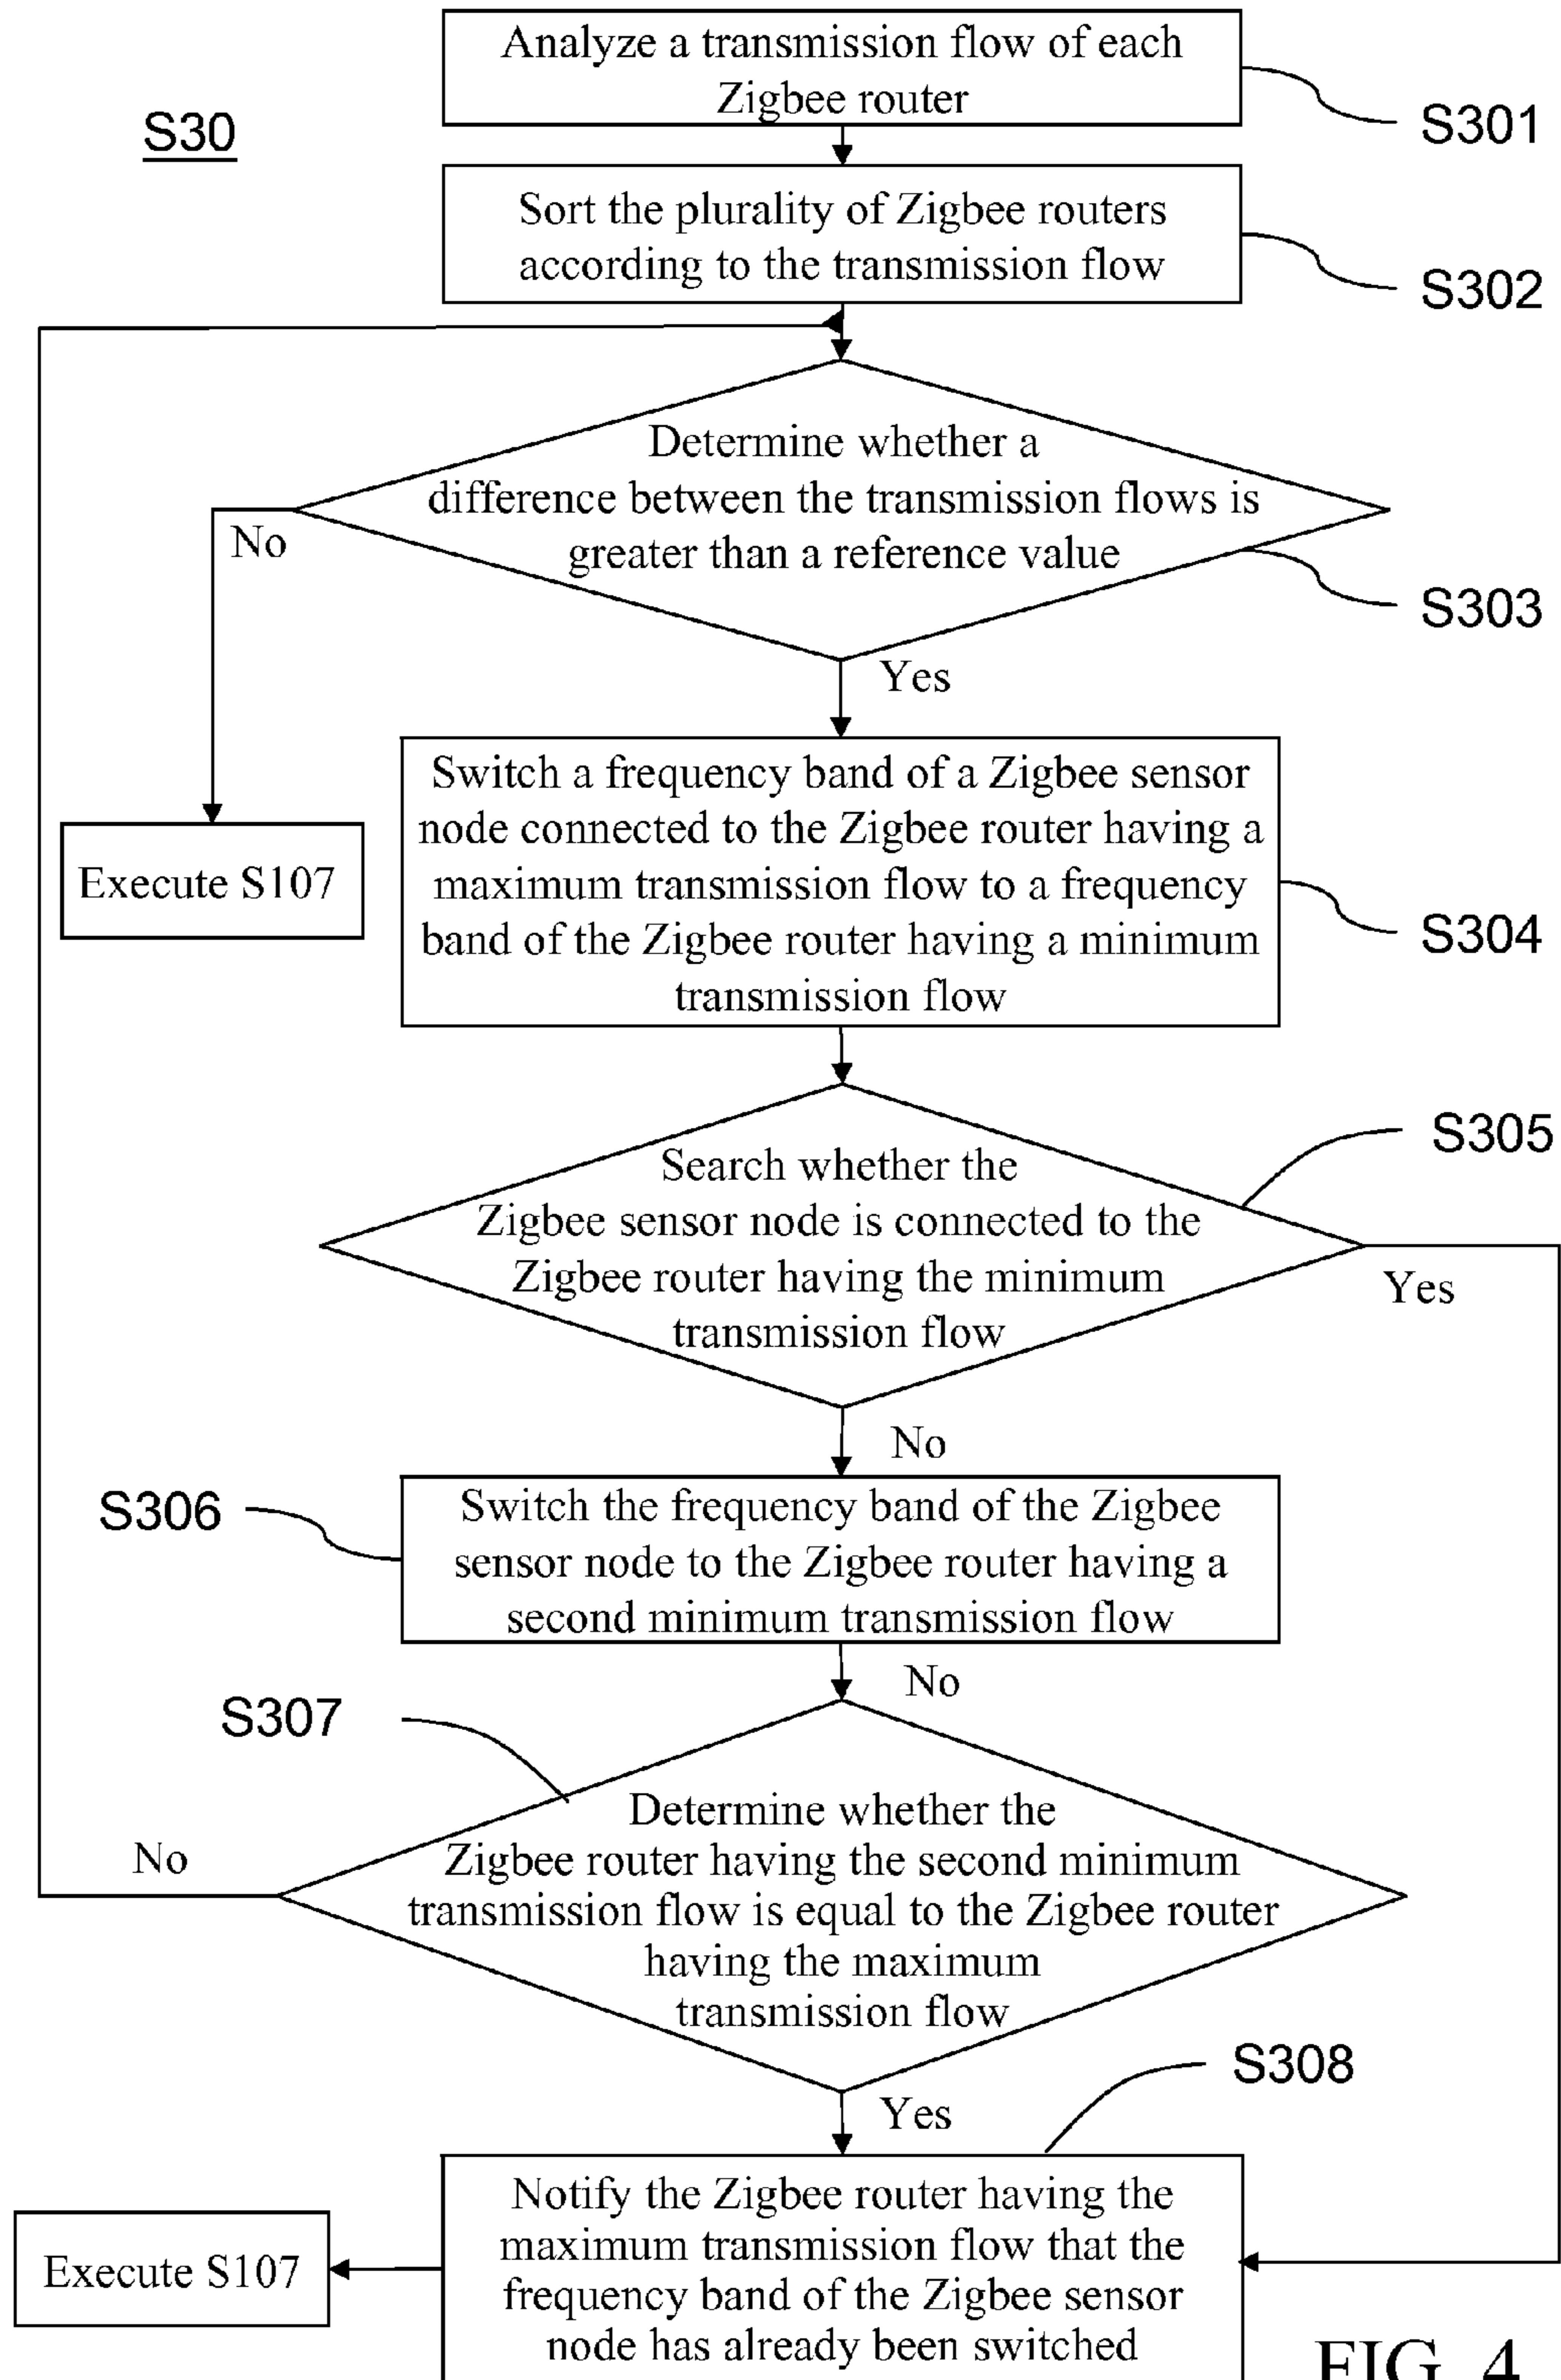 Analyze a transmission flow of each
Zigbee router
S301
S30
Sort the plurality of Zigbee routers
according to the transmission flow
S302
Determine whether a
difference between the transmission flows is
greater than a reference value
No
S303
Yes
Switch a frequency band of a Zigbee sensor
node connected to the Zigbee router having a
maximum transmission flow to a frequency
band of the Zigbee router having a minimum
transmission flow
Execute S107
S304
S305
Search whether the
Zigbee sensor node is connected to the
Zigbee router having the minimum
transmission flow
Yes
No
S306
Switch the frequency band of the Zigbee
sensor node to the Zigbee router having a
second minimum transmission flow
No
S307
Determine whether the
Zigbee router having the second minimum
transmission flow is equal to the Zigbee router
having the maximum
transmission flow
No
S308
Yes
Notify the Zigbee router having the
maximum transmission flow that the
frequency band of the Zigbee sensor
node has already been switched
Execute S107
FIG. 4